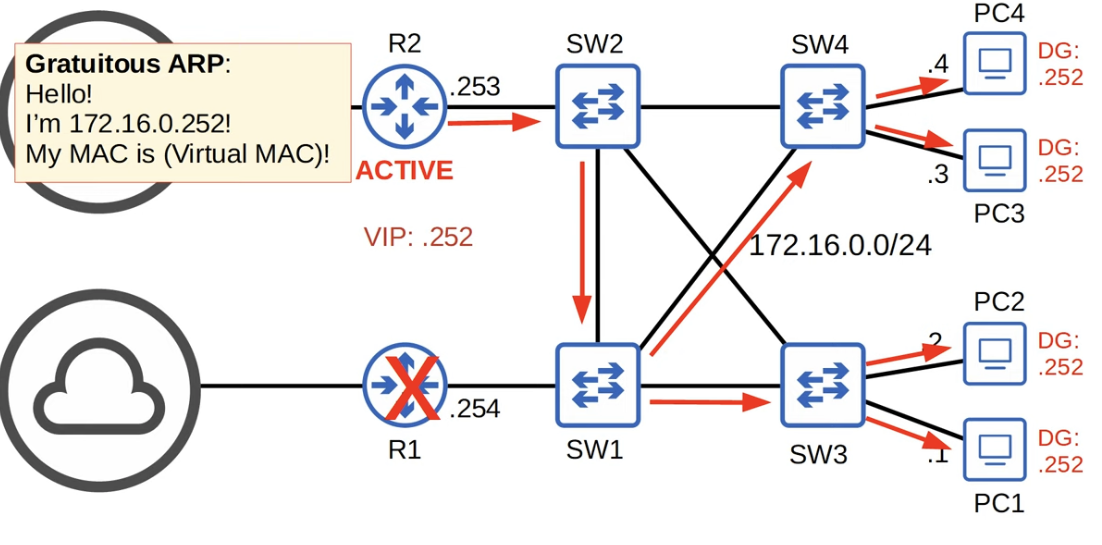 PC4
R2
SW2
SW4
DG:
.252
Gratuitous ARP:
Hello!
I'm 172.16.0.252!
My MAC is (Virtual MAC)!
.253
.4
ACTIVE
DG:
.252
.3
PC3
VIP: .252
172.16.0.0/24
PC2
.2
DG:
.252
.254
R1
SW1
SW3
.1
DG:
.252
PC1
X